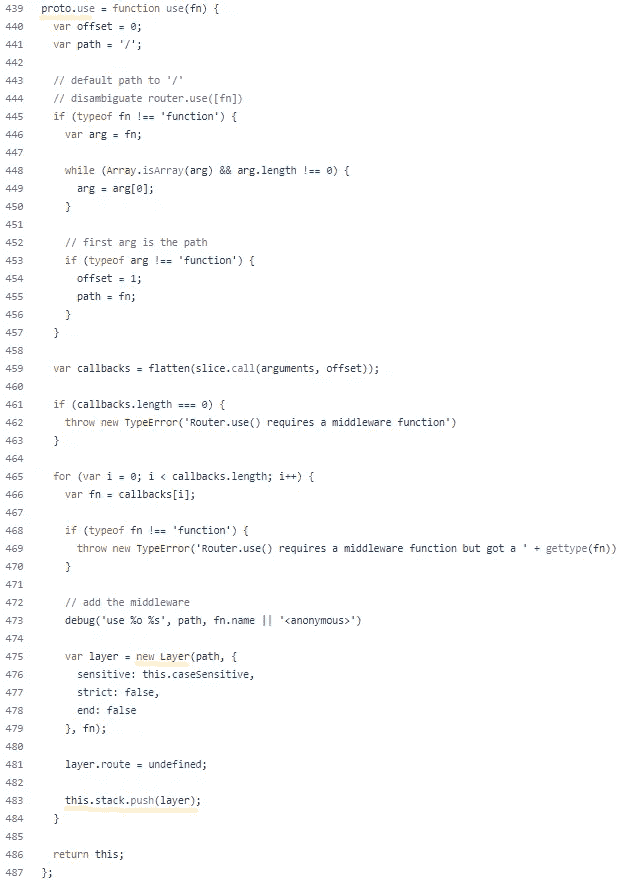 439 proto.use = function use(fn) {
440   var offset = 0;
441   var path = '/';
442
443   // default path to '/'
444   // disambiguate router.use([fn])
445   if (typeof fn !== 'function') {
446     var arg = fn;
447
448     while (Array.isArray(arg) && arg.length !== 0) {
449       arg = arg[0];
450     }
451
452     // first arg is the path
453     if (typeof arg !== 'function') {
454       offset = 1;
455       path = fn;
456     }
457   }
458
459   var callbacks = flatten(slice.call(arguments, offset));
460
461   if (callbacks.length === 0) {
462     throw new TypeError('Router.use() requires a middleware function')
463   }
464
465   for (var i = 0; i < callbacks.length; i++) {
466     var fn = callbacks[i];
467
468     if (typeof fn !== 'function') {
469       throw new TypeError('Router.use() requires a middleware function but got a ' + gettype(fn))
470     }
471
472     // add the middleware
473     debug('use %o %s', path, fn.name || '<anonymous>')
474
475     var layer = new Layer(path, {
476       sensitive: this.caseSensitive,
477       strict: false,
478       end: false
479     }, fn);
480
481     layer.route = undefined;
482
483     this.stack.push(layer);
484   }
485
486   return this;
487 };